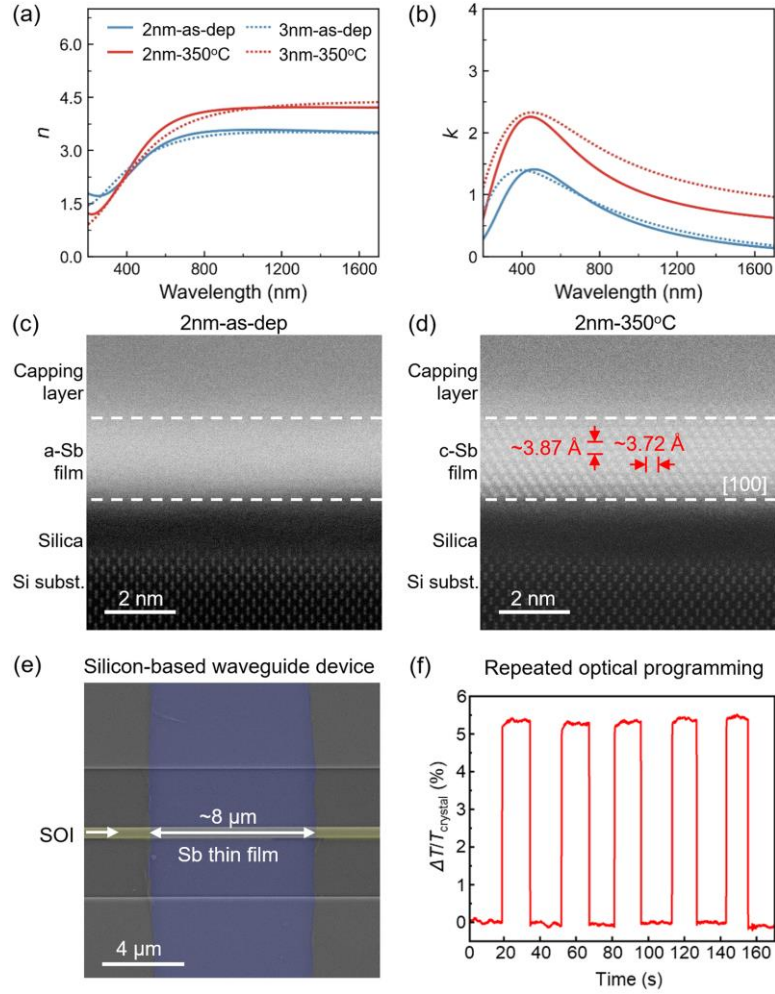 (a)
2nm-as-dep 3nm-as-dep
2nm-350°C 3nm-350°C
6.0
4.5
3.0
1.5
0.0
n
400 800 1200 1600
Wavelength (nm)
(b)
4
3
2
1
0
k
400 800 1200 1600
Wavelength (nm)
(c) 2nm-as-dep
Capping
layer
a-Sb
film
Silica
Si subst.
2 nm
(d) 2nm-350°C
Capping
layer
c-Sb
film
~3.87 Å ~3.72 Å
[100]
Silica
Si subst.
2 nm
(e) Silicon-based waveguide device
~8 μm
SOI
Sb thin film
4 μm
(f) Repeated optical programming
6
5
4
3
2
1
0
ΔT/Tcrystal (%)
0 20 40 60 80 100 120 140 160
Time (s)